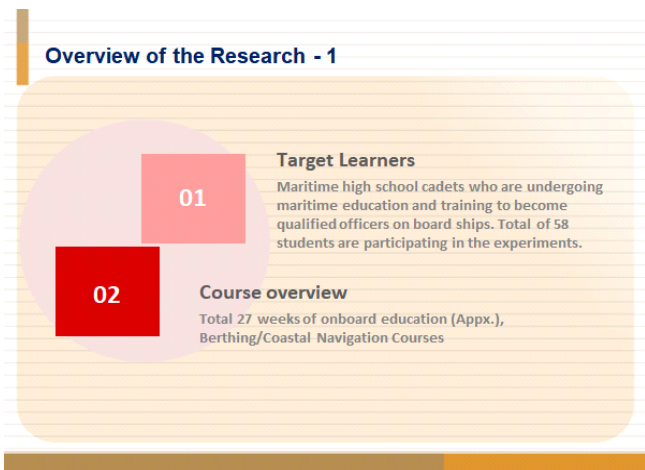 Overview of the Research - 1
01
Target Learners
Maritime high school cadets who are undergoing
maritime education and training to become
qualified officers on board ships. Total of 58
students are participating in the experiments.
02
Course overview
Total 27 weeks of onboard education (Appx.),
Berthing/Coastal Navigation Courses